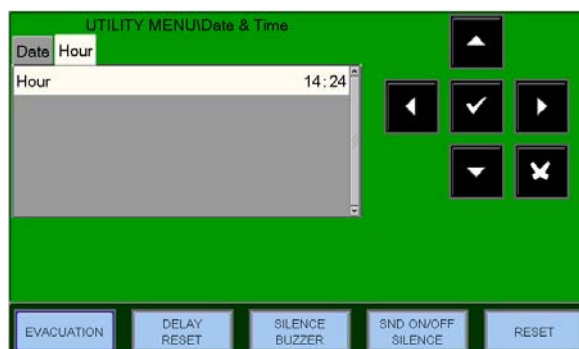 UTILITY MENU\Date & Time
Date Hour
Hour 14:24
EVACUATION
DELAY
RESET
SILENCE
BUZZER
SND ON/OFF
SILENCE
RESET